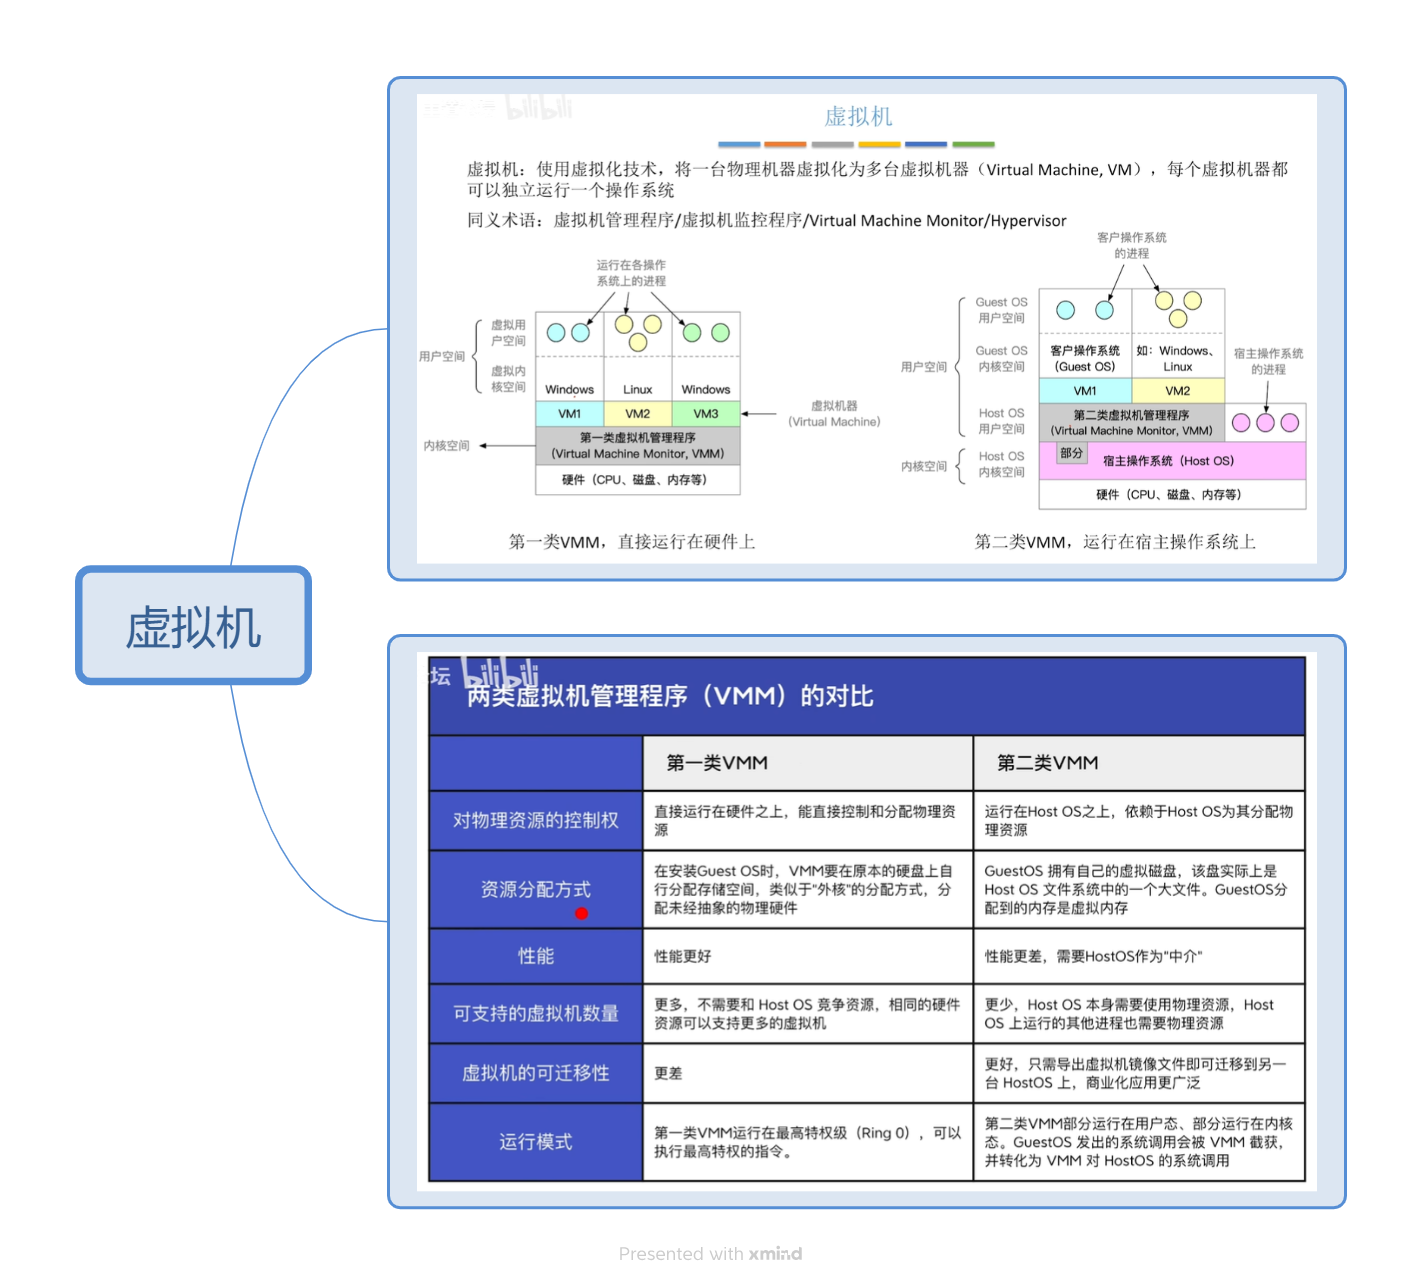 虚拟机
bilibili
虚拟机
虚拟机：使用虚拟化技术，将一台物理机器虚拟化为多台虚拟机器（Virtual Machine, VM），每个虚拟机器都
可以独立运行一个操作系统
同义术语：虚拟机管理程序/虚拟机监控程序/Virtual Machine Monitor/Hypervisor
运行在各操作
系统上的进程
虚拟用
户空间
用户空间
虚拟内
核空间
Windows
Linux
Windows
VM1
VM2
VM3
虚拟机器
(Virtual Machine)
内核空间
第一类虚拟机管理程序
(Virtual Machine Monitor, VMM)
硬件（CPU、磁盘、内存等）
第一类VMM，直接运行在硬件上
客户操作系统
的进程
Guest OS
用户空间
用户空间
Guest OS
内核空间
客户操作系统
(Guest OS)
如：Windows、
Linux
宿主操作系统
的进程
VM1
VM2
Host OS
用户空间
第二类虚拟机管理程序
(Virtual Machine Monitor, VMM)
内核空间
Host OS
内核空间
部分
宿主操作系统（Host OS）
硬件（CPU、磁盘、内存等）
第二类VMM，运行在宿主操作系统上
坛 bilibili
两类虚拟机管理程序（VMM）的对比
第一类VMM
第二类VMM
对物理资源的控制权
直接运行在硬件之上，能直接控制和分配物理资
源
运行在Host OS之上，依赖于Host OS为其分配物
理资源
资源分配方式
在安装Guest OS时，VMM要在原本的硬盘上自
行分配存储空间，类似于"外核"的分配方式，分
配未经抽象的物理硬件
GuestOS 拥有自己的虚拟磁盘，该盘实际上是
Host OS 文件系统中的一个大文件。GuestOS分
配到的内存是虚拟内存
性能
性能更好
性能更差，需要HostOS作为"中介"
可支持的虚拟机数量
更多，不需要和 Host OS 竞争资源，相同的硬件
资源可以支持更多的虚拟机
更少，Host OS 本身需要使用物理资源，Host
OS 上运行的其他进程也需要物理资源
虚拟机的可迁移性
更差
更好，只需导出虚拟机镜像文件即可迁移到另一
台 HostOS 上，商业化应用更广泛
运行模式
第一类VMM运行在最高特权级（Ring 0），可以
执行最高特权的指令。
第二类VMM部分运行在用户态、部分运行在内核
态。GuestOS 发出的系统调用会被 VMM 截获，
并转化为 VMM 对 HostOS 的系统调用
Presented with xmind